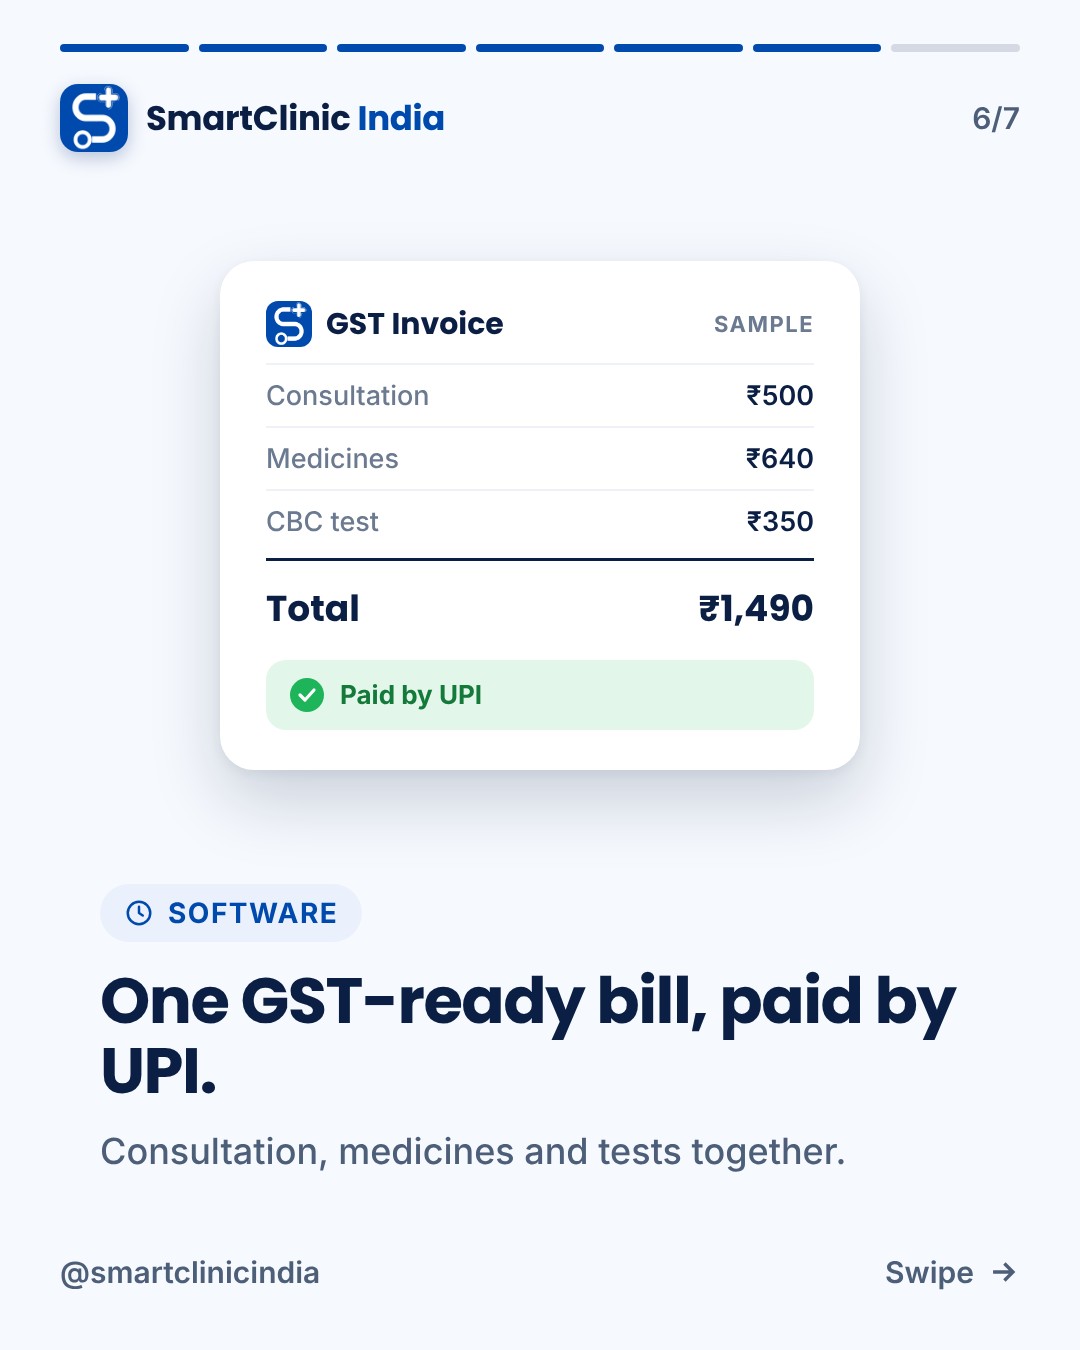 SmartClinic India
6/7
GST Invoice
SAMPLE
Consultation ₹500
Medicines ₹640
CBC test ₹350
Total ₹1,490
Paid by UPI
SOFTWARE
One GST-ready bill, paid by
UPI.
Consultation, medicines and tests together.
@smartclinicindia
Swipe →